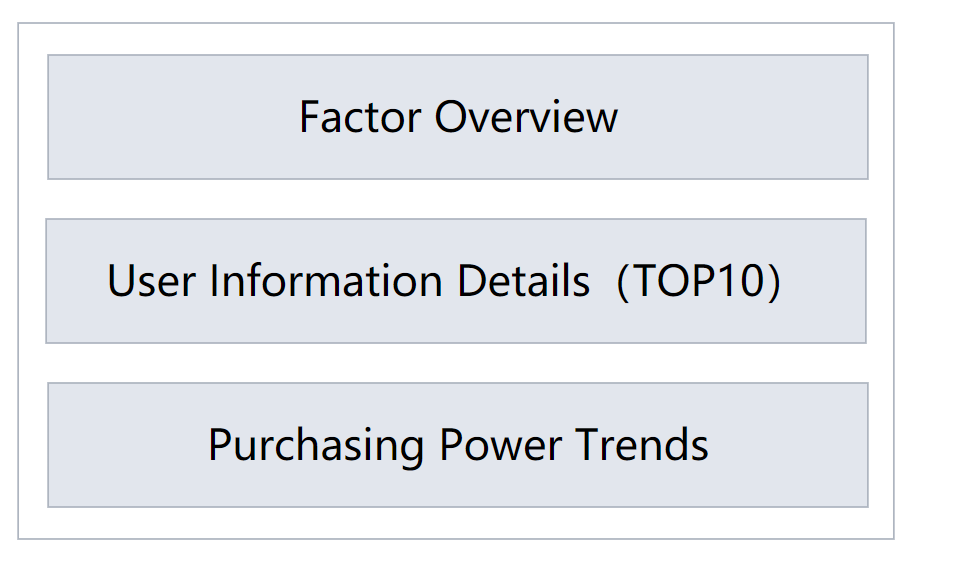 Factor Overview
User Information Details（TOP10）
Purchasing Power Trends